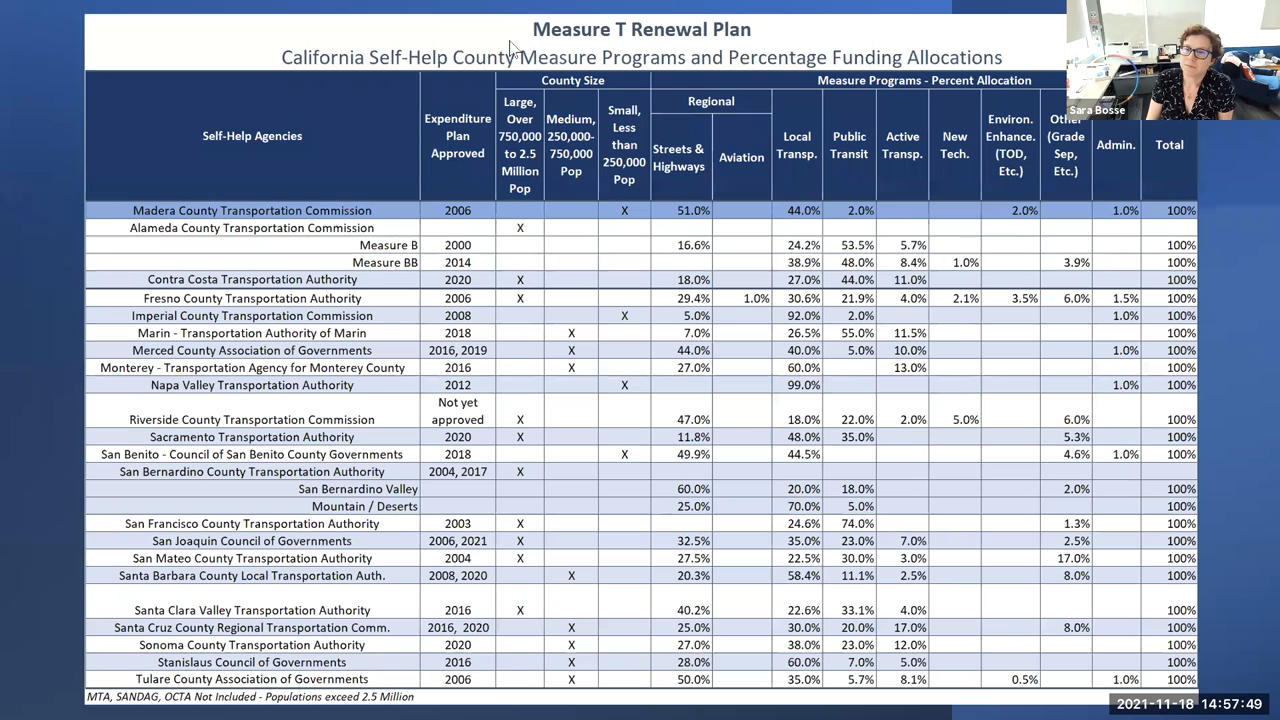 Measure T Renewal Plan
California Self-Help County Measure Programs and Percentage Funding Allocations
Self-Help Agencies
Expenditure Plan Approved
County Size
Large, Over 750,000 to 2.5 Million Pop
Medium, 250,000-750,000 Pop
Small, Less than 250,000 Pop
Measure Programs - Percent Allocation
Regional
Streets & Highways
Aviation
Local Transp.
Public Transit
Active Transp.
New Tech.
Environ. Enhance. (TOD, Etc.)
(Grade Sep, Etc.)
Admin.
Total
Sara Bosse
Madera County Transportation Commission 2006 X 51.0% 44.0% 2.0% 2.0% 1.0% 100%
Alameda County Transportation Commission X
Measure B 2000 16.6% 24.2% 53.5% 5.7% 100%
Measure BB 2014 38.9% 48.0% 8.4% 1.0% 3.9% 100%
Contra Costa Transportation Authority 2020 X 18.0% 27.0% 44.0% 11.0% 100%
Fresno County Transportation Authority 2006 X 29.4% 1.0% 30.6% 21.9% 4.0% 2.1% 3.5% 6.0% 1.5% 100%
Imperial County Transportation Commission 2008 X 5.0% 92.0% 2.0% 1.0% 100%
Marin - Transportation Authority of Marin 2018 X 7.0% 26.5% 55.0% 11.5% 100%
Merced County Association of Governments 2016, 2019 X 44.0% 40.0% 5.0% 10.0% 1.0% 100%
Monterey - Transportation Agency for Monterey County 2016 X 27.0% 60.0% 13.0% 100%
Napa Valley Transportation Authority 2012 X 99.0% 1.0% 100%
Riverside County Transportation Commission Not yet approved X 47.0% 18.0% 22.0% 2.0% 5.0% 6.0% 100%
Sacramento Transportation Authority 2020 X 11.8% 48.0% 35.0% 5.3% 100%
San Benito - Council of San Benito County Governments 2018 X 49.9% 44.5% 4.6% 1.0% 100%
San Bernardino County Transportation Authority 2004, 2017 X
San Bernardino Valley 60.0% 20.0% 18.0% 2.0% 100%
Mountain / Deserts 25.0% 70.0% 5.0% 100%
San Francisco County Transportation Authority 2003 X 24.6% 74.0% 1.3% 100%
San Joaquin Council of Governments 2006, 2021 X 32.5% 35.0% 23.0% 7.0% 2.5% 100%
San Mateo County Transportation Authority 2004 X 27.5% 22.5% 30.0% 3.0% 17.0% 100%
Santa Barbara County Local Transportation Auth. 2008, 2020 X 20.3% 58.4% 11.1% 2.5% 8.0% 100%
Santa Clara Valley Transportation Authority 2016 X 40.2% 22.6% 33.1% 4.0% 100%
Santa Cruz County Regional Transportation Comm. 2016, 2020 X 25.0% 30.0% 20.0% 17.0% 8.0% 100%
Sonoma County Transportation Authority 2020 X 27.0% 38.0% 23.0% 12.0% 100%
Stanislaus Council of Governments 2016 X 28.0% 60.0% 7.0% 5.0% 100%
Tulare County Association of Governments 2006 X 50.0% 35.0% 5.7% 8.1% 0.5% 1.0% 100%
MTA, SANDAG, OCTA Not Included - Populations exceed 2.5 Million
2021-11-18 14:57:49